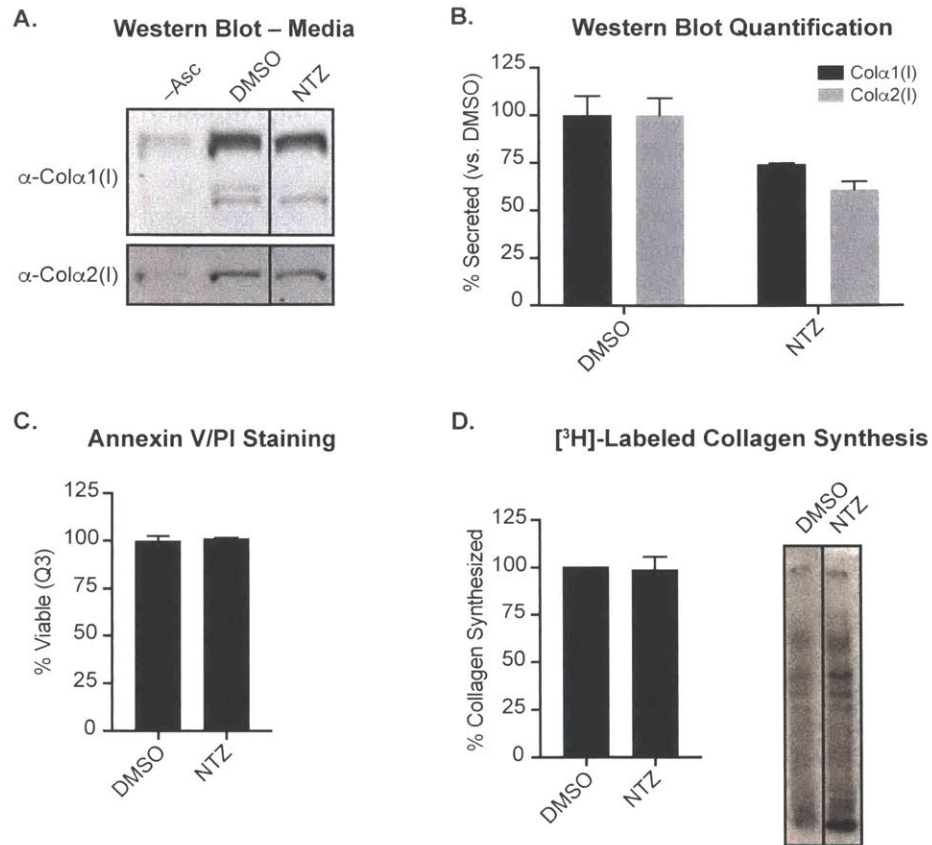 A.
Western Blot – Media
–Asc
DMSO
NTZ
α-Colα1(I)
α-Colα2(I)
B.
Western Blot Quantification
% Secreted (vs. DMSO)
125
100
75
50
25
0
Colα1(I)
Colα2(I)
DMSO
NTZ
C.
Annexin V/PI Staining
% Viable (Q3)
125
100
75
50
25
0
DMSO
NTZ
D.
[³H]-Labeled Collagen Synthesis
% Collagen Synthesized
125
100
75
50
25
0
DMSO
NTZ
DMSO
NTZ